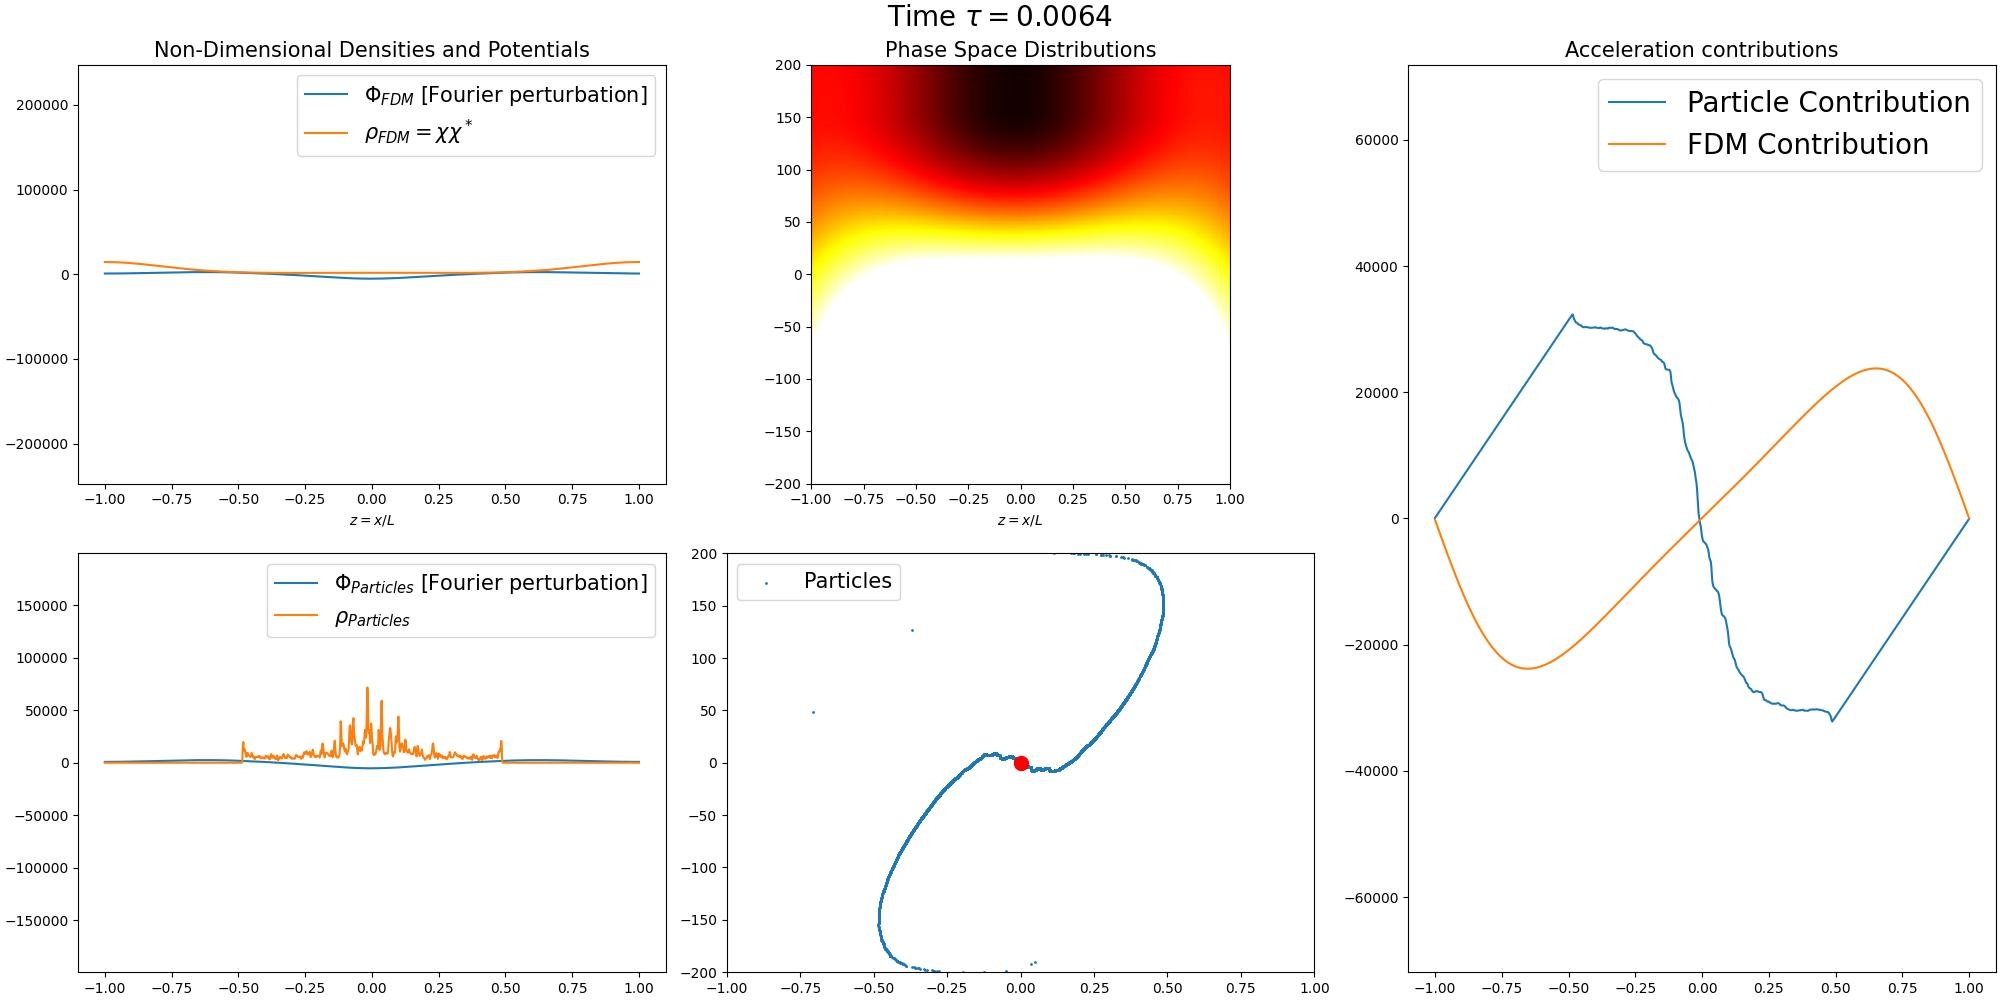 Time τ = 0.0064
Non-Dimensional Densities and Potentials
Φ_FDM [Fourier perturbation]
ρ_FDM = χχ*
200000
100000
0
−100000
−200000
−1.00 −0.75 −0.50 −0.25 0.00 0.25 0.50 0.75 1.00
z = x/L
Phase Space Distributions
200
150
100
50
0
−50
−100
−150
−200
−1.00 −0.75 −0.50 −0.25 0.00 0.25 0.50 0.75 1.00
z = x/L
Acceleration contributions
Particle Contribution
FDM Contribution
60000
40000
20000
0
−20000
−40000
−60000
−1.00 −0.75 −0.50 −0.25 0.00 0.25 0.50 0.75 1.00
Φ_Particles [Fourier perturbation]
ρ_Particles
150000
100000
50000
0
−50000
−100000
−150000
−1.00 −0.75 −0.50 −0.25 0.00 0.25 0.50 0.75 1.00
Particles
200
150
100
50
0
−50
−100
−150
−200
−1.00 −0.75 −0.50 −0.25 0.00 0.25 0.50 0.75 1.00